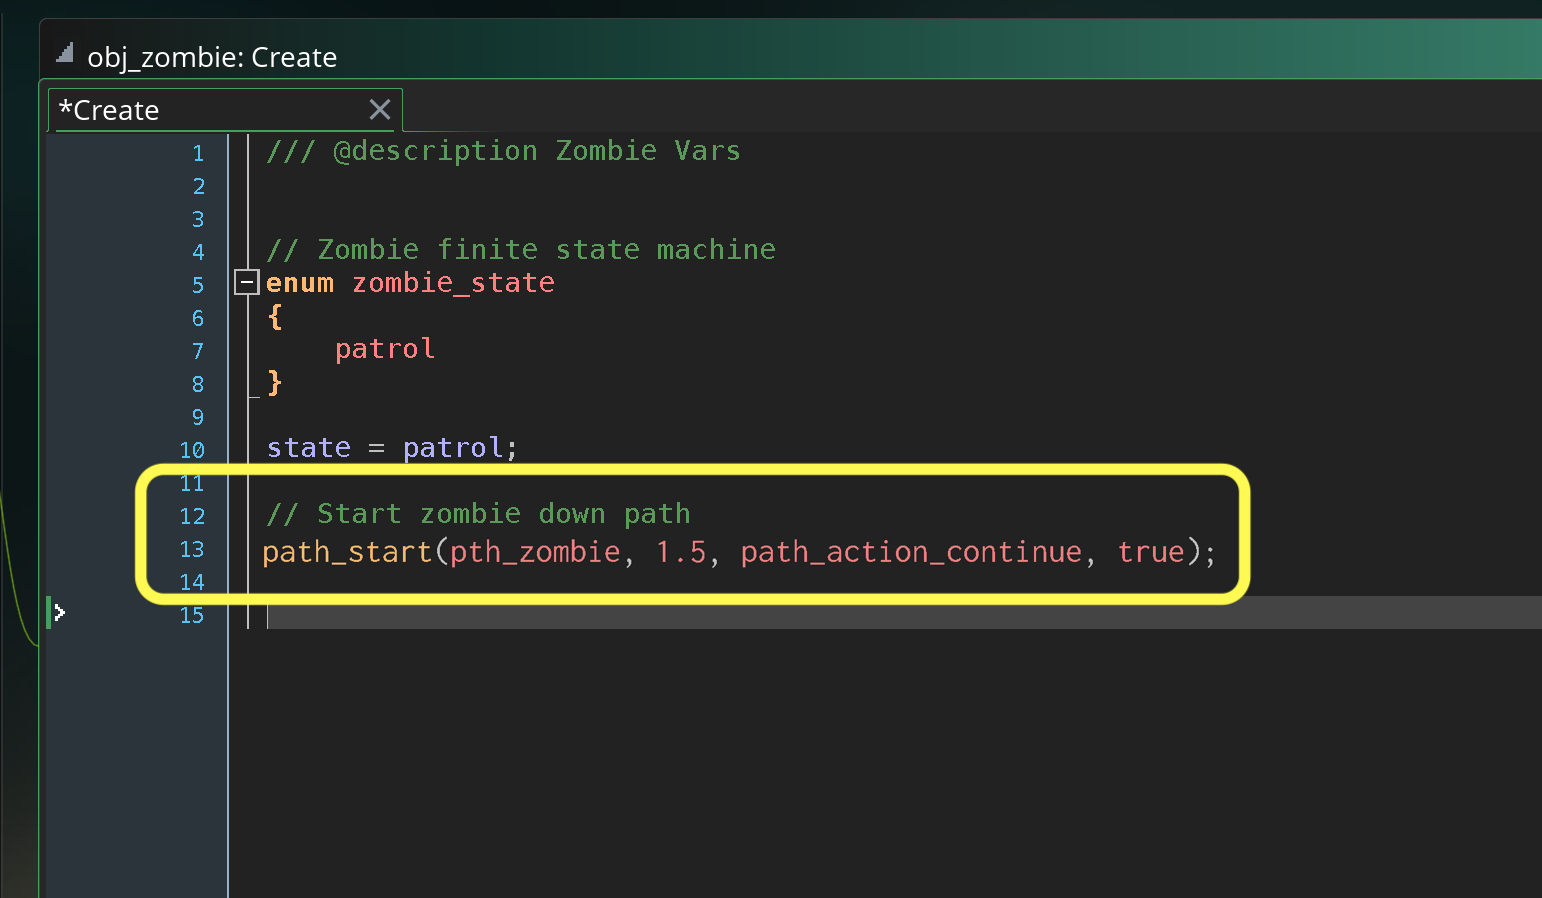 obj_zombie: Create
*Create
1 /// @description Zombie Vars
2
3
4 // Zombie finite state machine
5 enum zombie_state
6 {
7 patrol
8 }
9
10 state = patrol;
11
12 // Start zombie down path
13 path_start(pth_zombie, 1.5, path_action_continue, true);
14
15